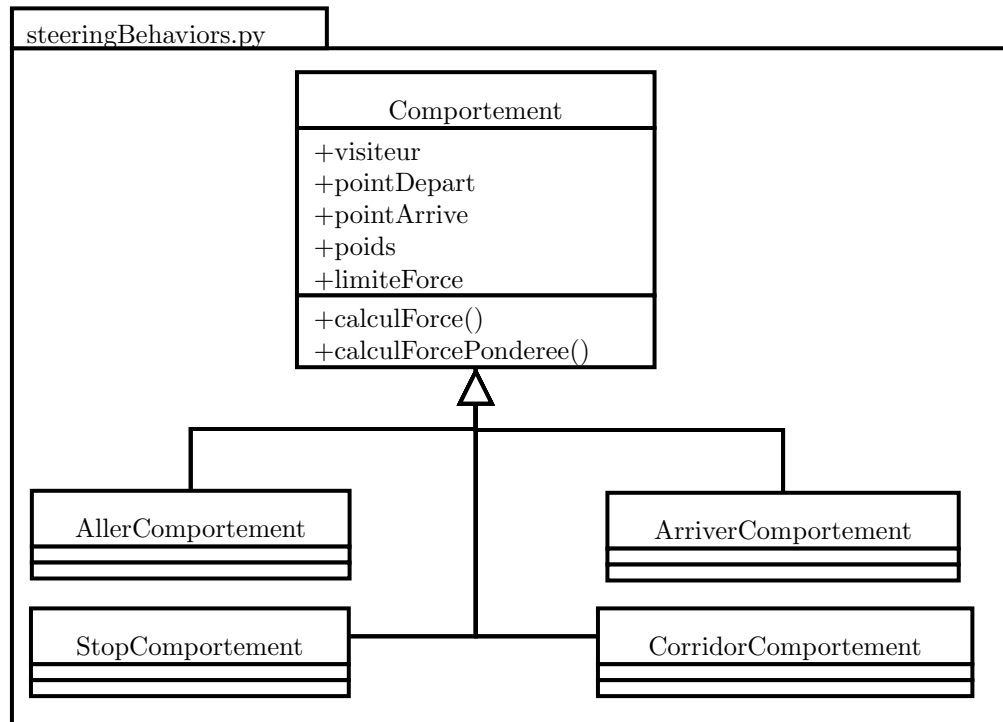 steeringBehaviors.py
Comportement
+visiteur
+pointDepart
+pointArrive
+poids
+limiteForce
+calculForce()
+calculForcePonderee()
AllerComportement
ArriverComportement
StopComportement
CorridorComportement